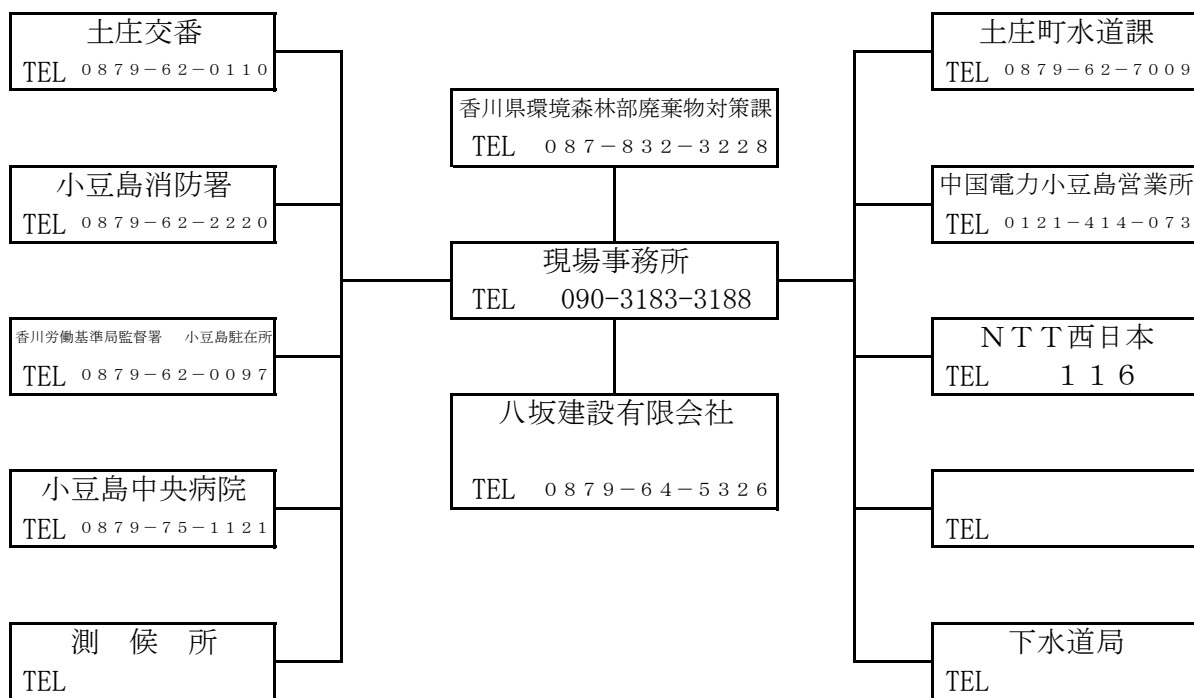 土庄交番
TEL ０８７９－６２－０１１０
小豆島消防署
TEL ０８７９－６２－２２２０
香川労働基準局監督署　小豆島駐在所
TEL ０８７９－６２－００９７
小豆島中央病院
TEL ０８７９－７５－１１２１
測　候　所
TEL
香川県環境森林部廃棄物対策課
TEL ０８７－８３２－３２２８
現場事務所
TEL 090-3183-3188
八坂建設有限会社
TEL ０８７９－６４－５３２６
土庄町水道課
TEL ０８７９－６２－７００９
中国電力小豆島営業所
TEL ０１２１－４１４－０７３
ＮＴＴ西日本
TEL １１６
TEL
下水道局
TEL